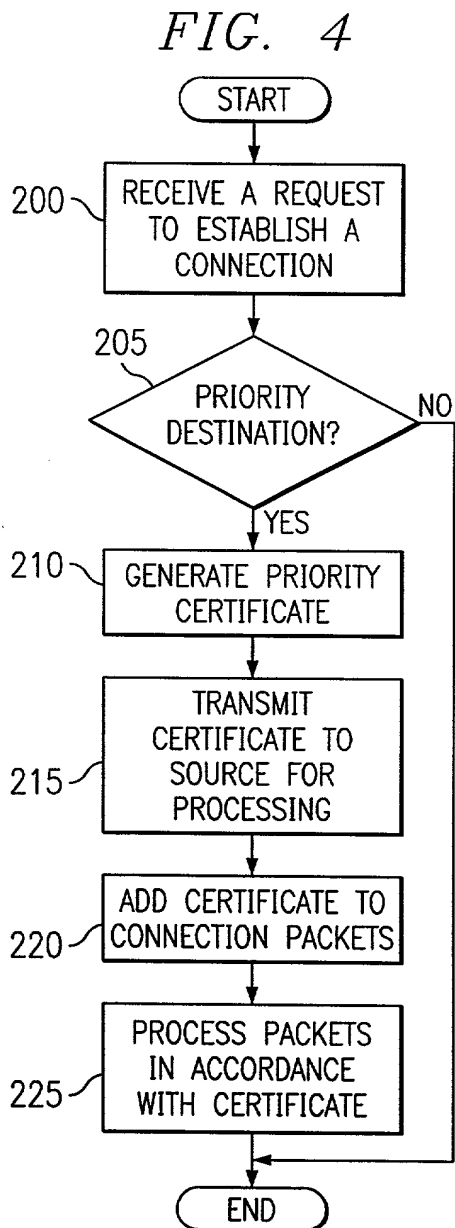 FIG. 4
START
200
RECEIVE A REQUEST
TO ESTABLISH A
CONNECTION
205
PRIORITY
DESTINATION?
NO
YES
210
GENERATE PRIORITY
CERTIFICATE
215
TRANSMIT
CERTIFICATE TO
SOURCE FOR
PROCESSING
220
ADD CERTIFICATE TO
CONNECTION PACKETS
225
PROCESS PACKETS
IN ACCORDANCE
WITH CERTIFICATE
END